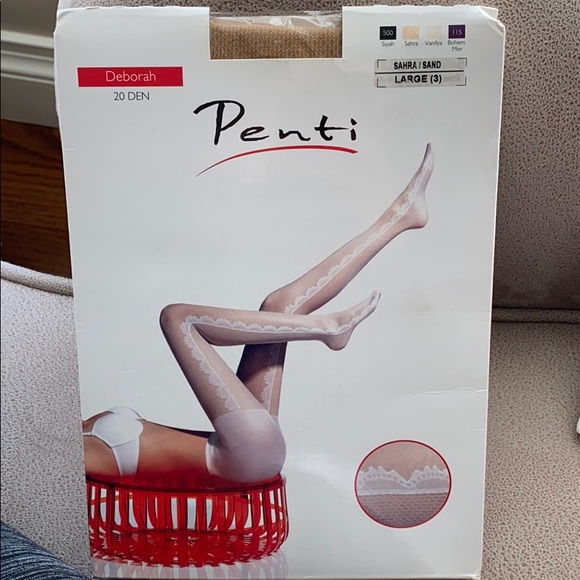 500
115
Siyah
Sahra
Vanilya
Bohem
Mor
SAHRA / SAND
LARGE (3)
Deborah
20 DEN
Penti